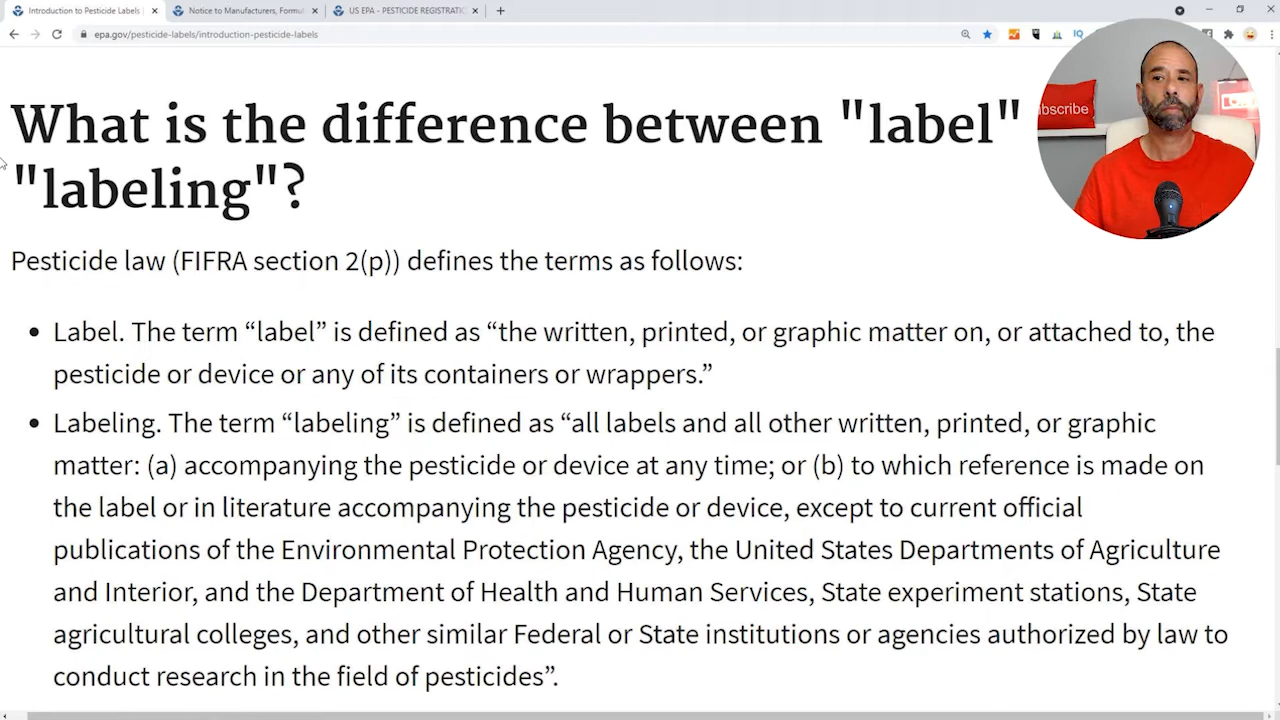 Introduction to Pesticide Labels
Notice to Manufacturers, Formul
US EPA - PESTICIDE REGISTRATIO
epa.gov/pesticide-labels/introduction-pesticide-labels
What is the difference between "label"
"labeling"?
Pesticide law (FIFRA section 2(p)) defines the terms as follows:
Label. The term “label” is defined as “the written, printed, or graphic matter on, or attached to, the
pesticide or device or any of its containers or wrappers.”
Labeling. The term “labeling” is defined as “all labels and all other written, printed, or graphic
matter: (a) accompanying the pesticide or device at any time; or (b) to which reference is made on
the label or in literature accompanying the pesticide or device, except to current official
publications of the Environmental Protection Agency, the United States Departments of Agriculture
and Interior, and the Department of Health and Human Services, State experiment stations, State
agricultural colleges, and other similar Federal or State institutions or agencies authorized by law to
conduct research in the field of pesticides”.
ubscribe
IQ